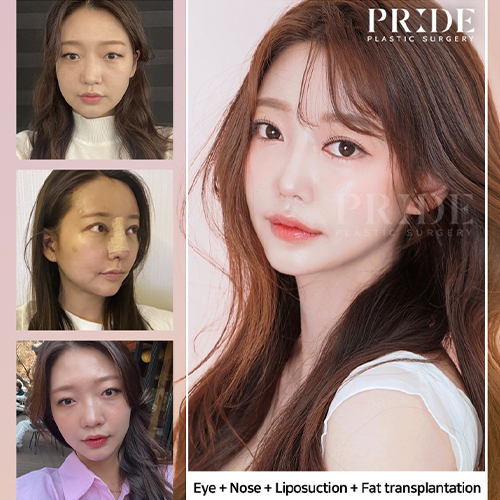 PRIDE
PLASTIC SURGERY
PRIDE
PLASTIC SURGERY
Eye + Nose + Liposuction + Fat transplantation